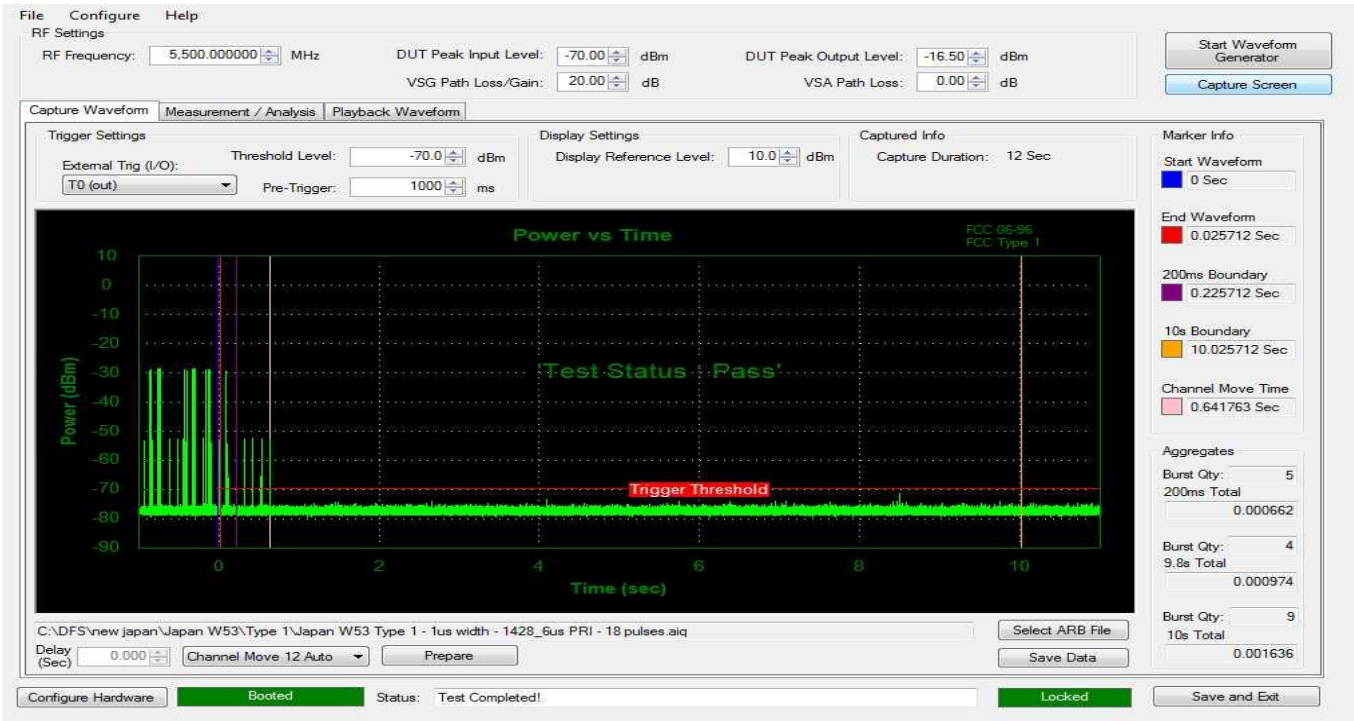 File Configure Help
RF Settings
RF Frequency: 5,500.000000 MHz DUT Peak Input Level: -70.00 dBm DUT Peak Output Level: -16.50 dBm
VSG Path Loss/Gain: 20.00 dB VSA Path Loss: 0.00 dB
Start Waveform
Generator
Capture Screen
Capture Waveform Measurement / Analysis Playback Waveform
Trigger Settings
External Trig (I/O):
T0 (out)
Threshold Level: -70.0 dBm
Pre-Trigger: 1000 ms
Display Settings
Display Reference Level: 10.0 dBm
Captured Info
Capture Duration: 12 Sec
Power vs Time
FCC 06-96
FCC Type 1
Power (dBm)
10
0
-10
-20
-30
-40
-50
-60
-70
-80
-90
'Test Status : Pass'
Trigger Threshold
0 2 4 6 8 10
Time (sec)
Marker Info
Start Waveform
0 Sec
End Waveform
0.025712 Sec
200ms Boundary
0.225712 Sec
10s Boundary
10.025712 Sec
Channel Move Time
0.641763 Sec
Aggregates
Burst Qty: 5
200ms Total
0.000662
Burst Qty: 4
9.8s Total
0.000974
Burst Qty: 9
10s Total
0.001636
C:\DFS\new japan\Japan W53\Type 1\Japan W53 Type 1 - 1us width - 1428_6us PRI - 18 pulses.aiq
Select ARB File
Delay
(Sec) 0.000 Channel Move 12 Auto Prepare Save Data
Configure Hardware Booted Status: Test Completed! Locked Save and Exit